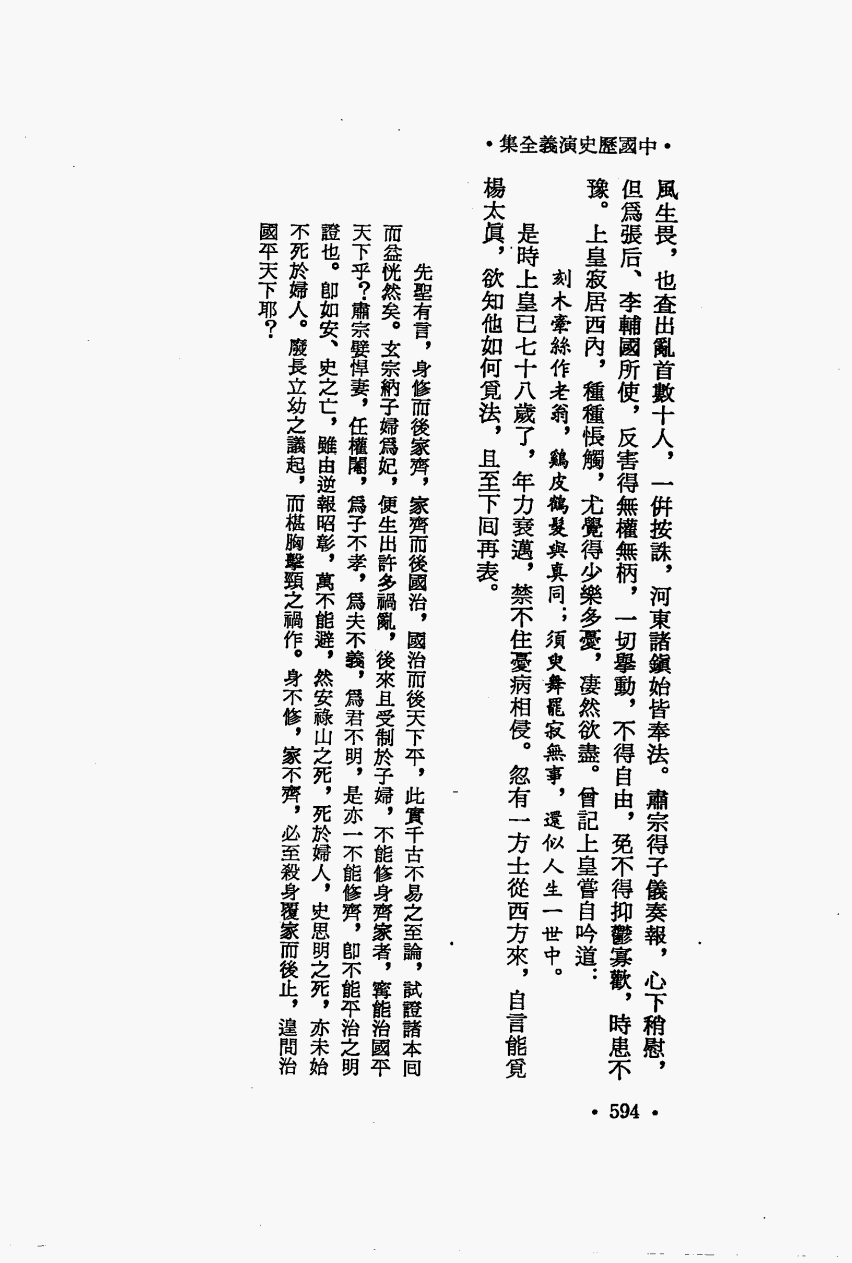 •中國歷史演義全集•
風生畏，也查出亂首數十人，一併按誅，河東諸鎭始皆奉法。肅宗得子儀奏報，心下稍慰，
但爲張后、李輔國所使，反害得無權無柄，一切舉動，不得自由，免不得抑鬱寡歡，時患不
豫。上皇寂居西內，種種悵觸，尤覺得少樂多憂，凄然欲盡。曾記上皇嘗自吟道：
刻木牽絲作老翁，鷄皮鶴髮與真同；須臾舞罷寂無事，還似人生一世中。
是時上皇已七十八歲了，年力衰邁，禁不住憂病相侵。忽有一方士從西方來，自言能覓
楊太眞，欲知他如何覓法，且至下回再表。
先聖有言，身修而後家齊，家齊而後國治，國治而後天下平，此實千古不易之至論，試證諸本回
而益恍然矣。玄宗納子婦爲妃，便生出許多禍亂，後來且受制於子婦，不能修身齊家者，寗能治國平
天下乎？肅宗嬖悍妻，任權閹，爲子不孝，爲夫不義，爲君不明，是亦一不能修齊，卽不能平治之明
證也。卽如安、史之亡，雖由逆報昭彰，萬不能避，然安祿山之死，死於婦人，史思明之死，亦未始
不死於婦人。廢長立幼之議起，而椹胸擊頸之禍作。身不修，家不齊，必至殺身覆家而後止，遑問治
國平天下耶？
•594•